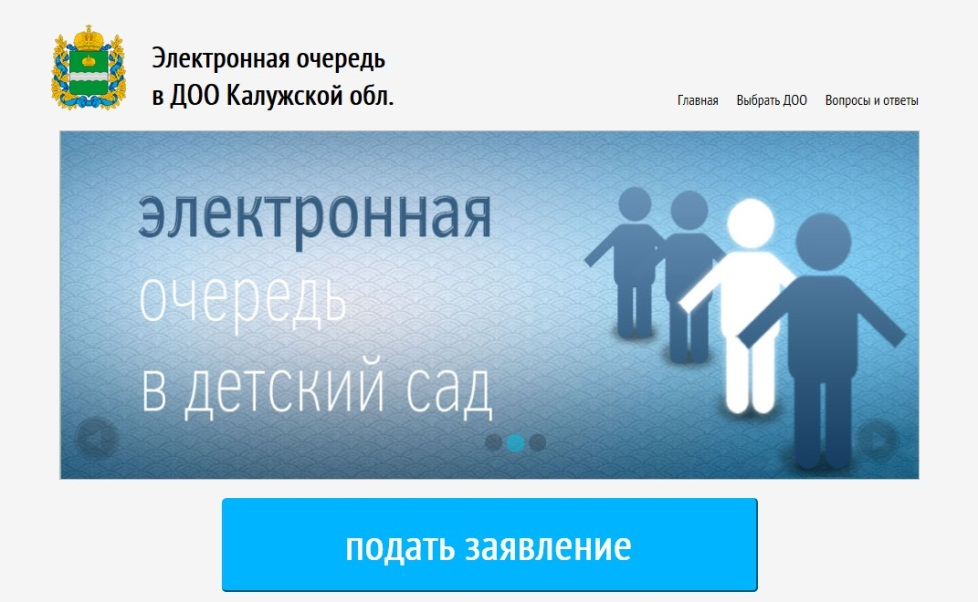 Электронная очередь
в ДОО Калужской обл.
Главная Выбрать ДОО Вопросы и ответы
электронная
очередь
в детский сад
подать заявление